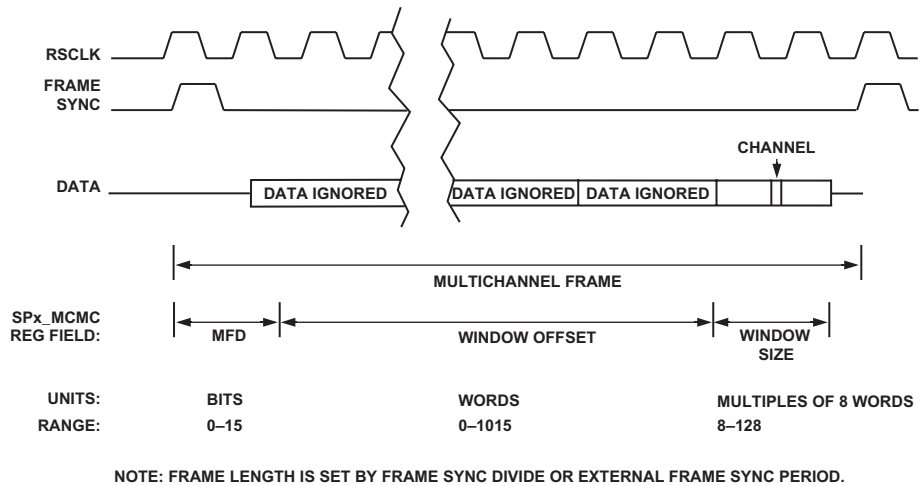 RSCLK
FRAME
SYNC
CHANNEL
DATA
DATA IGNORED
DATA IGNORED
DATA IGNORED
MULTICHANNEL FRAME
SPx_MCMC
REG FIELD:
MFD
WINDOW OFFSET
WINDOW
SIZE
UNITS: BITS WORDS MULTIPLES OF 8 WORDS
RANGE: 0–15 0–1015 8–128
NOTE: FRAME LENGTH IS SET BY FRAME SYNC DIVIDE OR EXTERNAL FRAME SYNC PERIOD.